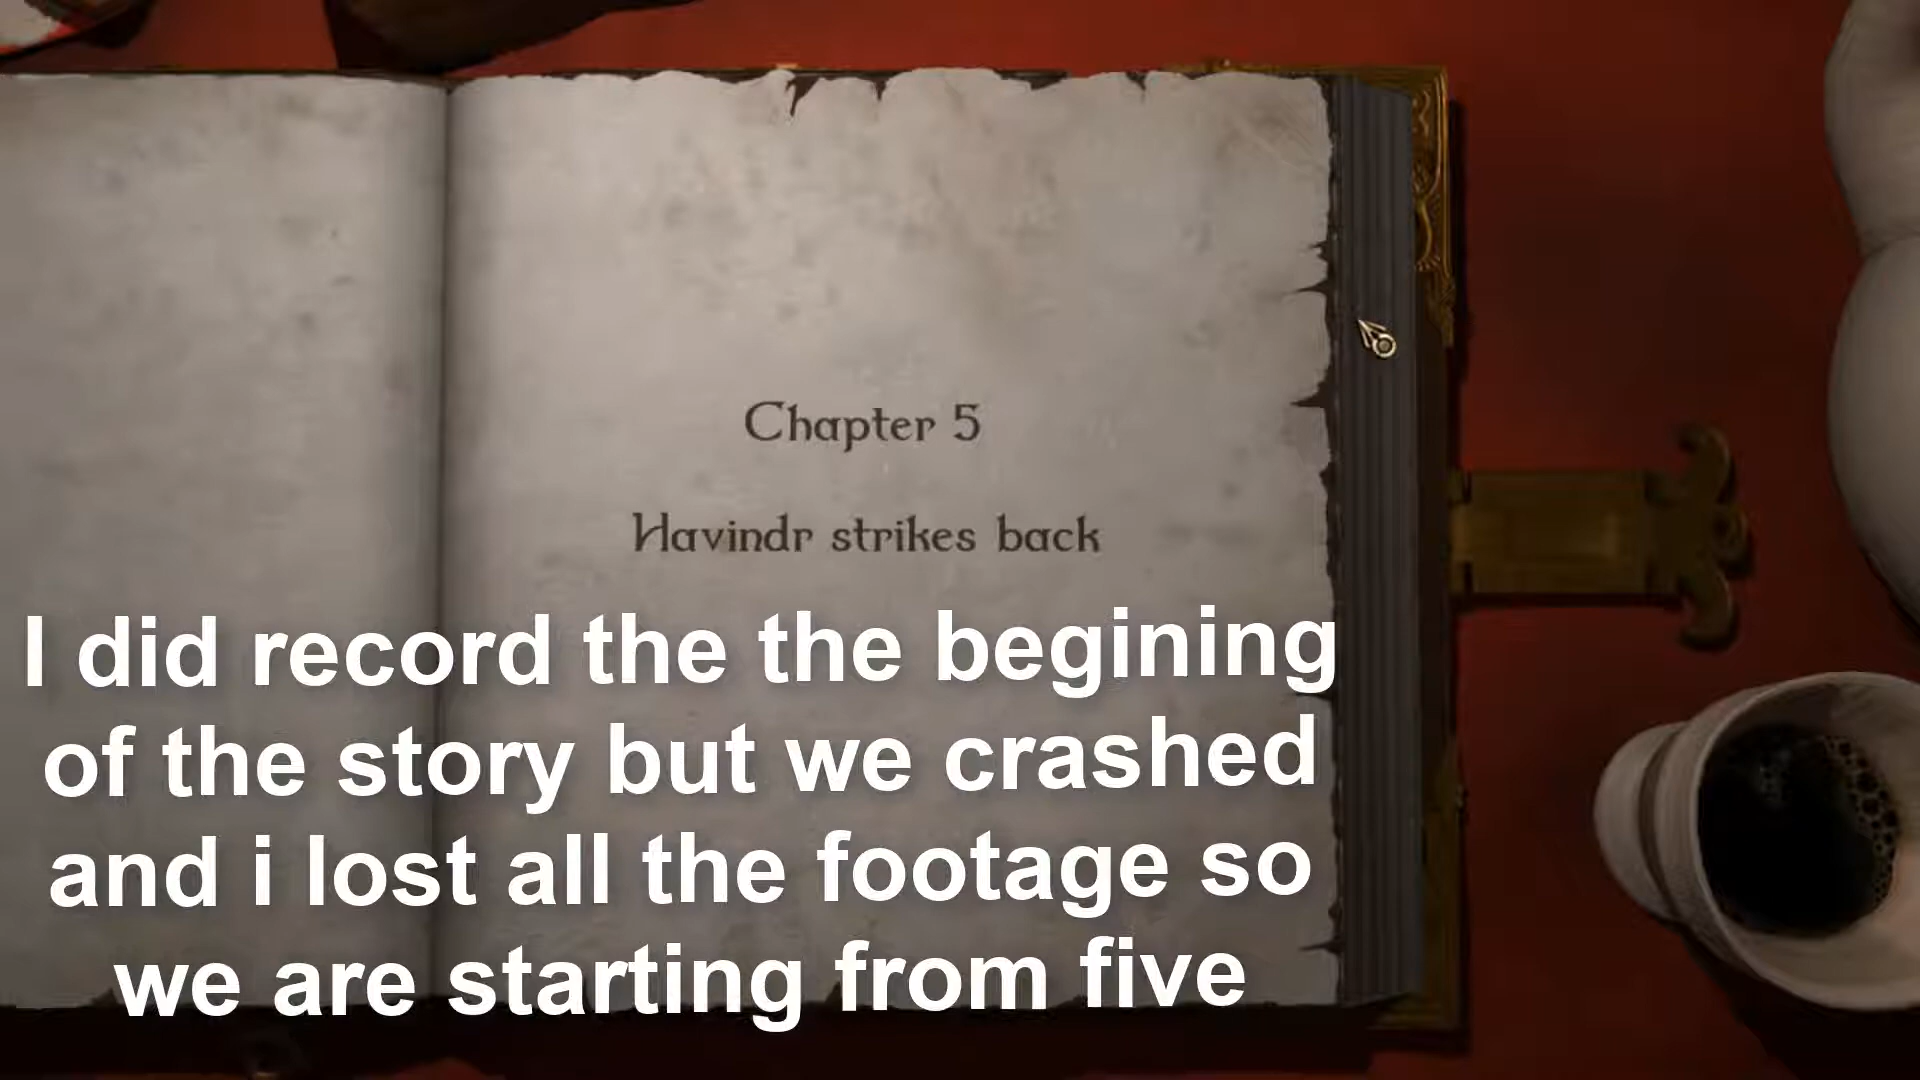 Chapter 5
Havindr strikes back
I did record the the begining
of the story but we crashed
and i lost all the footage so
we are starting from five